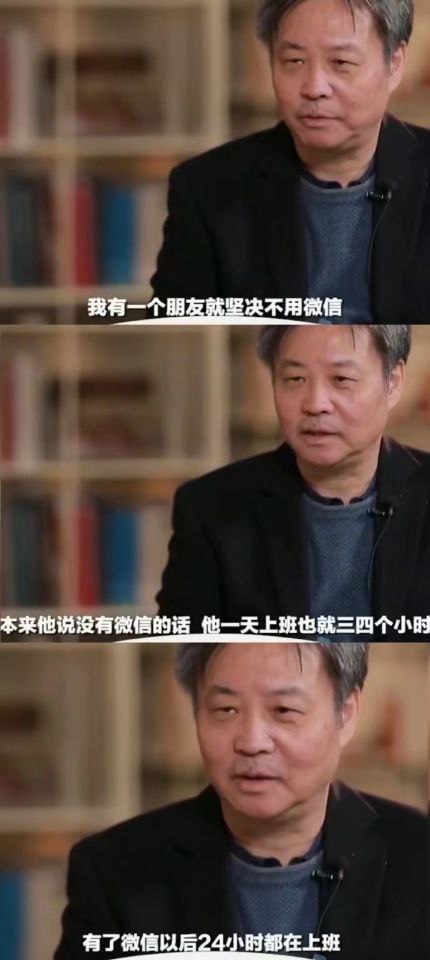 我有一个朋友就坚决不用微信
本来他说没有微信的话 他一天上班也就三四个小时
有了微信以后24小时都在上班